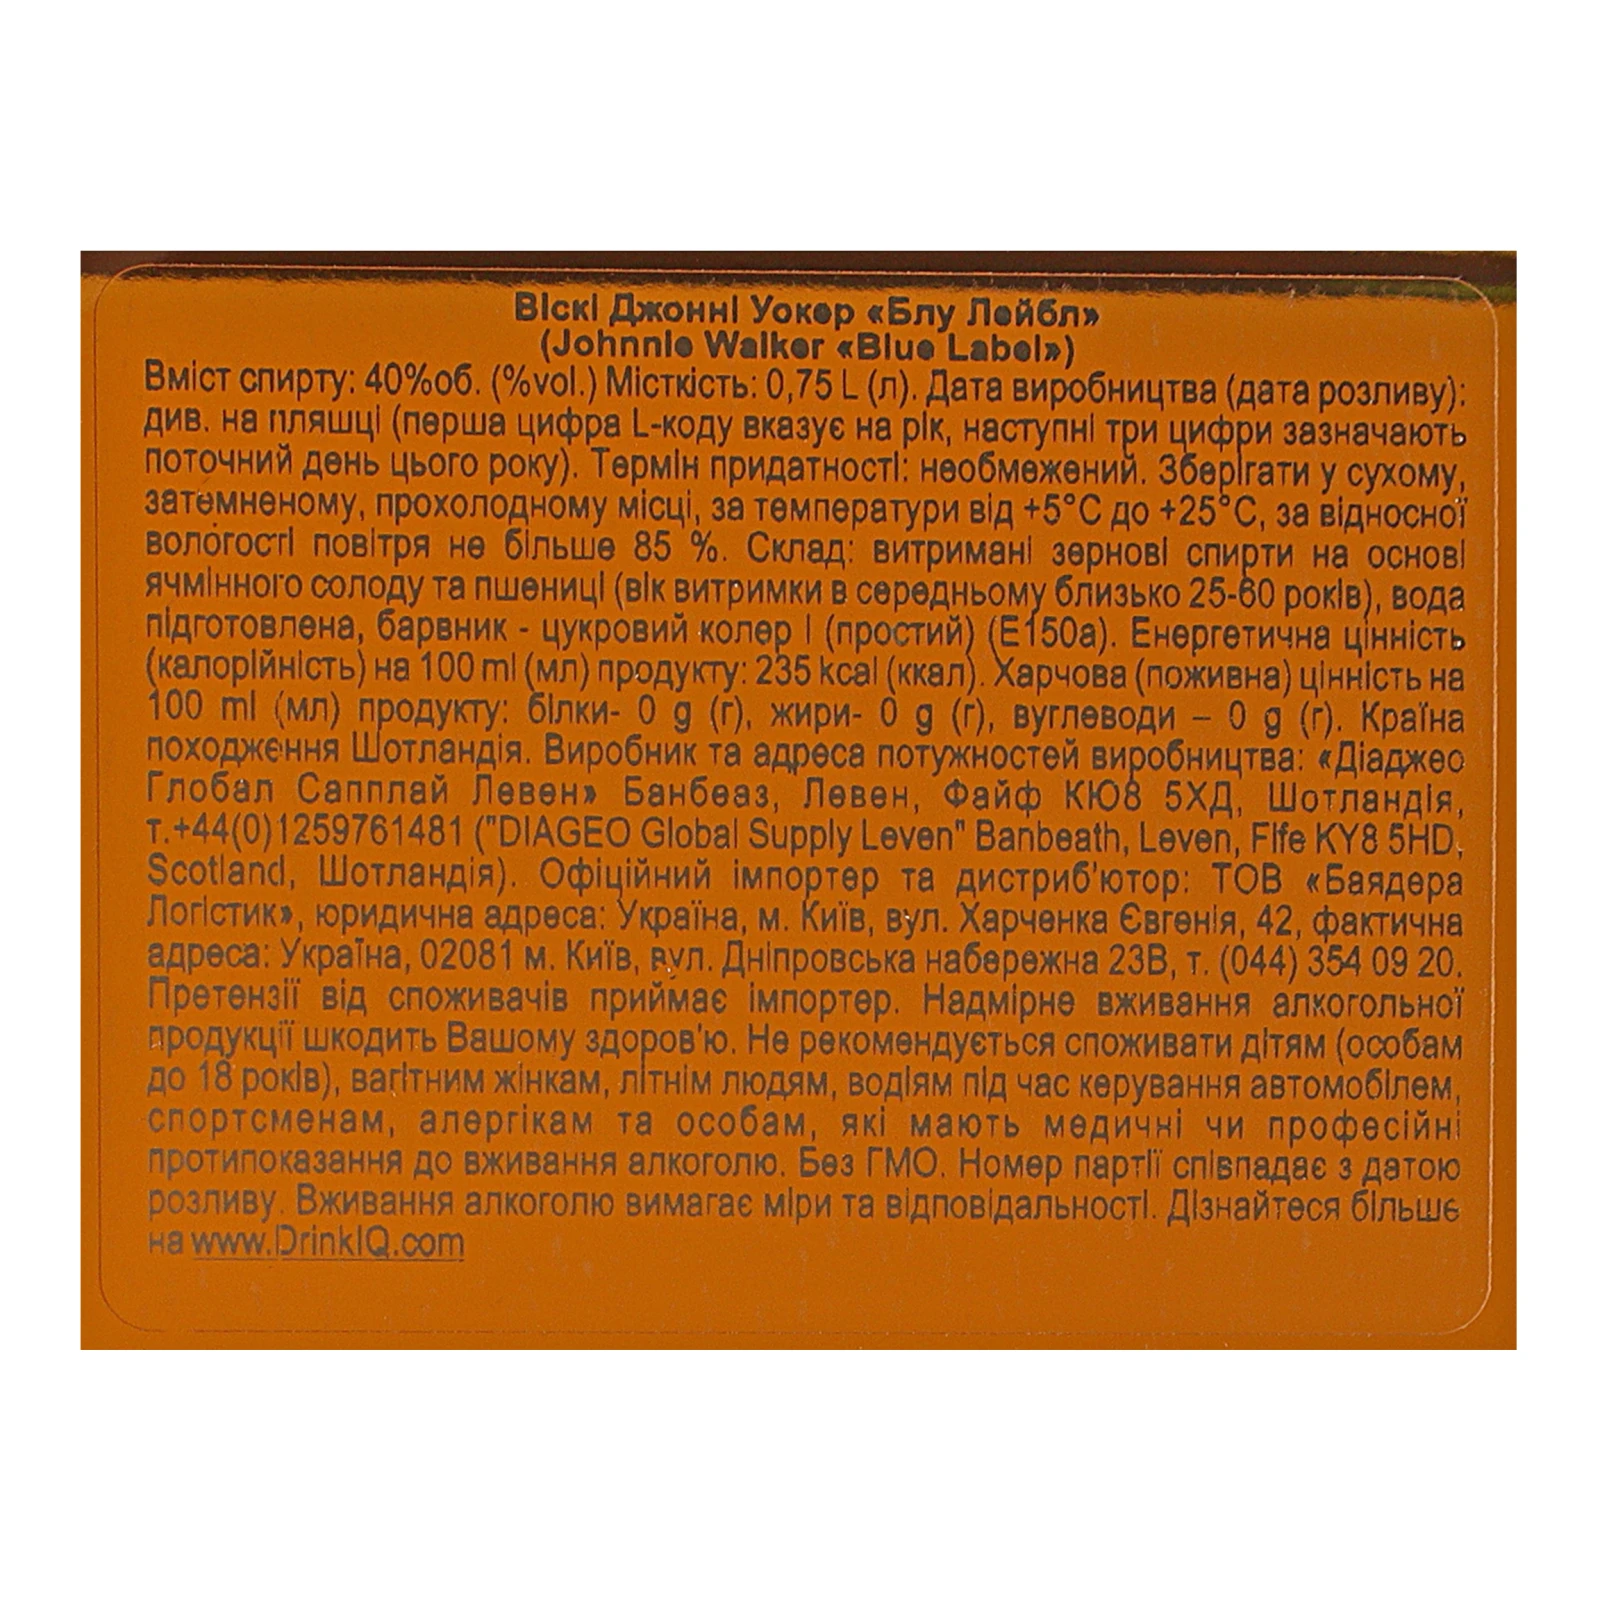 Віскі Джонні Уокер «Блу Лейбл»
(Johnnie Walker «Blue Label»)
Вміст спирту: 40%об. (%vol.) Місткість: 0,75 L (л). Дата виробництва (дата розливу):
див. на пляшці (перша цифра L-коду вказує на рік, наступні три цифри зазначають
поточний день цього року). Термін придатності: необмежений. Зберігати у сухому,
затемненому, прохолодному місці, за температури від +5°С до +25°С, за відносної
вологості повітря не більше 85 %. Склад: витримані зернові спирти на основі
ячмінного солоду та пшениці (вік витримки в середньому близько 25-60 років), вода
підготовлена, барвник - цукровий колер І (простий) (Е150а). Енергетична цінність
(калорійність) на 100 ml (мл) продукту: 235 kcal (ккал). Харчова (поживна) цінність на
100 ml (мл) продукту: білки- 0 g (г), жири- 0 g (г), вуглеводи – 0 g (г). Країна
походження Шотландія. Виробник та адреса потужностей виробництва: «Діаджео
Глобал Сапплай Левен» Банбеаз, Левен, Файф КЮ8 5ХД, Шотландія,
т.+44(0)1259761481 ("DIAGEO Global Supply Leven" Banbeath, Leven, Fife KY8 5HD,
Scotland, Шотландія). Офіційний імпортер та дистриб'ютор: ТОВ «Баядера
Логістик», юридична адреса: Україна, м. Київ, вул. Харченка Євгенія, 42, фактична
адреса: Україна, 02081 м. Київ, вул. Дніпровська набережна 23В, т. (044) 354 09 20.
Претензії від споживачів приймає імпортер. Надмірне вживання алкогольної
продукції шкодить Вашому здоров'ю. Не рекомендується споживати дітям (особам
до 18 років), вагітним жінкам, літнім людям, водіям під час керування автомобілем,
спортсменам, алергікам та особам, які мають медичні чи професійні
протипоказання до вживання алкоголю. Без ГМО. Номер партії співпадає з датою
розливу. Вживання алкоголю вимагає міри та відповідальності. Дізнайтеся більше
на www.DrinkIQ.com